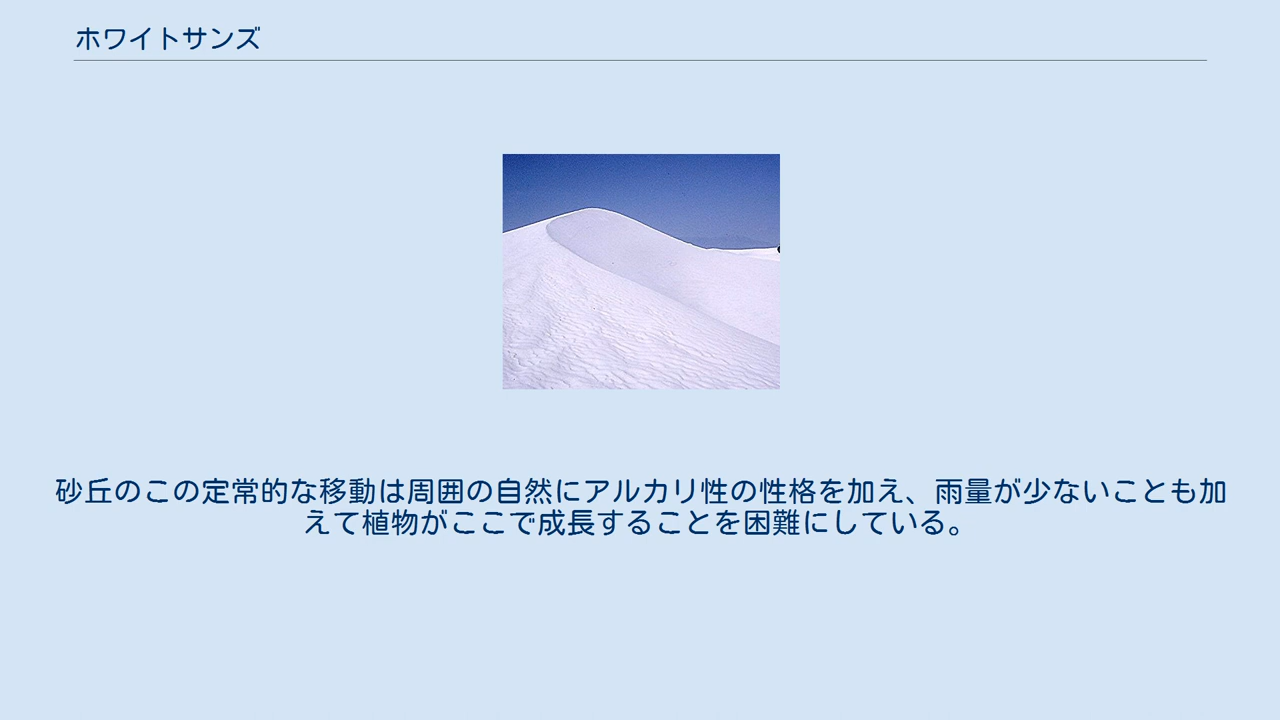 ホワイトサンズ
砂丘のこの定常的な移動は周囲の自然にアルカリ性の性格を加え、雨量が少ないことも加
えて植物がここで成長することを困難にしている。